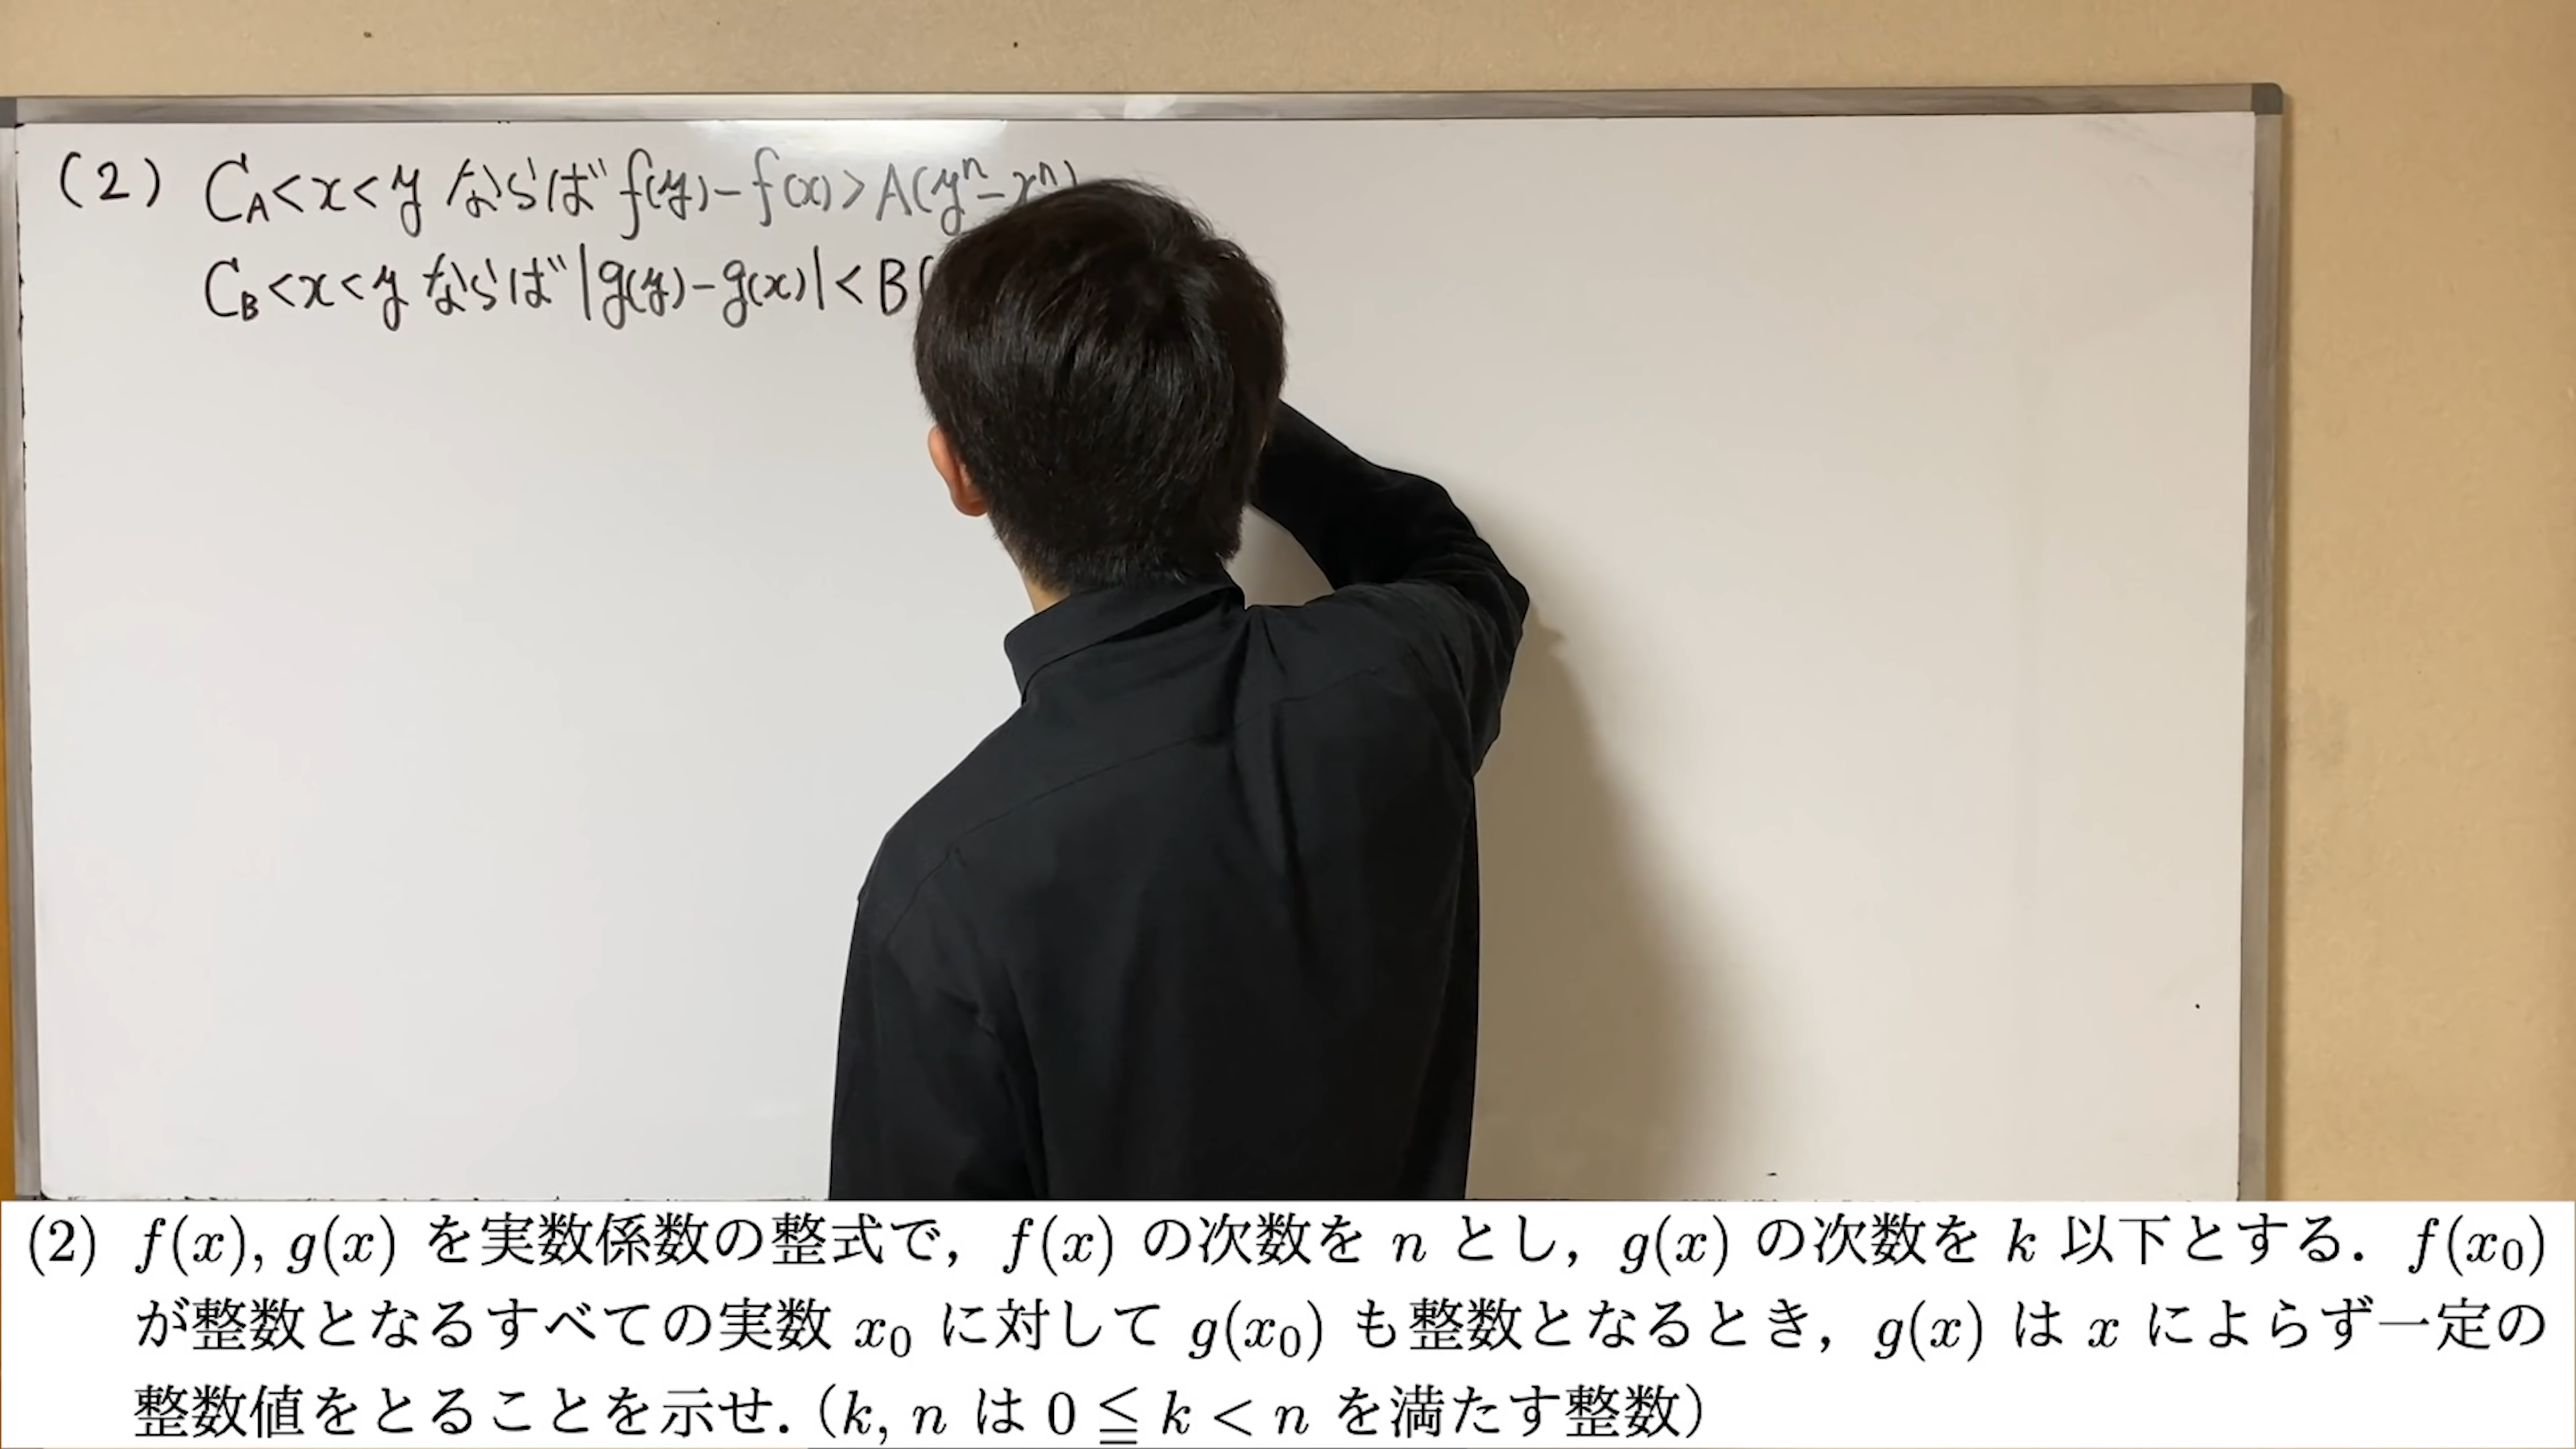 (2) C_A<x<y ならば f(y)-f(x)>A(y^n-x^n)
C_B<x<y ならば |g(y)-g(x)|<B(
(2) f(x), g(x) を実数係数の整式で，f(x) の次数を n とし，g(x) の次数を k 以下とする．f(x₀)
が整数となるすべての実数 x₀ に対して g(x₀) も整数となるとき，g(x) は x によらず一定の
整数値をとることを示せ．（k, n は 0 ≦ k < n を満たす整数）